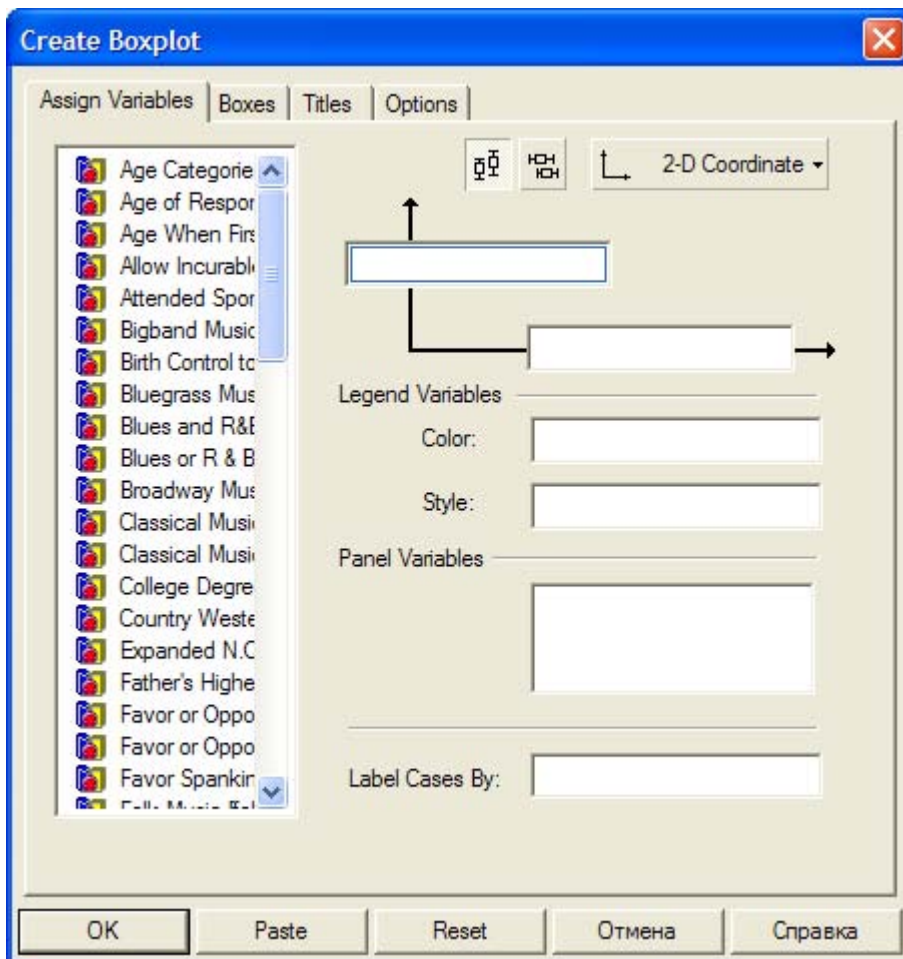 Create Boxplot
Assign Variables
Boxes
Titles
Options
2-D Coordinate
Age Categorie
Age of Respor
Age When Firs
Allow Incurabl
Attended Spor
Bigband Music
Birth Control to
Bluegrass Mus
Blues and R&B
Blues or R & B
Broadway Mus
Classical Musi
Classical Musi
College Degre
Country Weste
Expanded N.O
Father's Highe
Favor or Oppo
Favor or Oppo
Favor Spankin
Legend Variables
Color:
Style:
Panel Variables
Label Cases By:
OK
Paste
Reset
Отмена
Справка